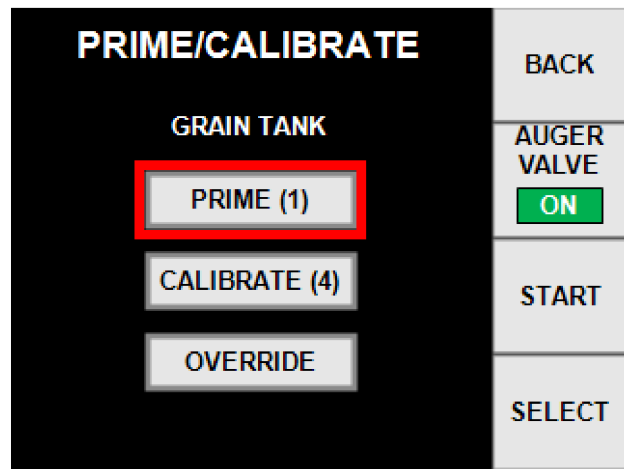 PRIME/CALIBRATE
GRAIN TANK
PRIME (1)
CALIBRATE (4)
OVERRIDE
BACK
AUGER
VALVE
ON
START
SELECT